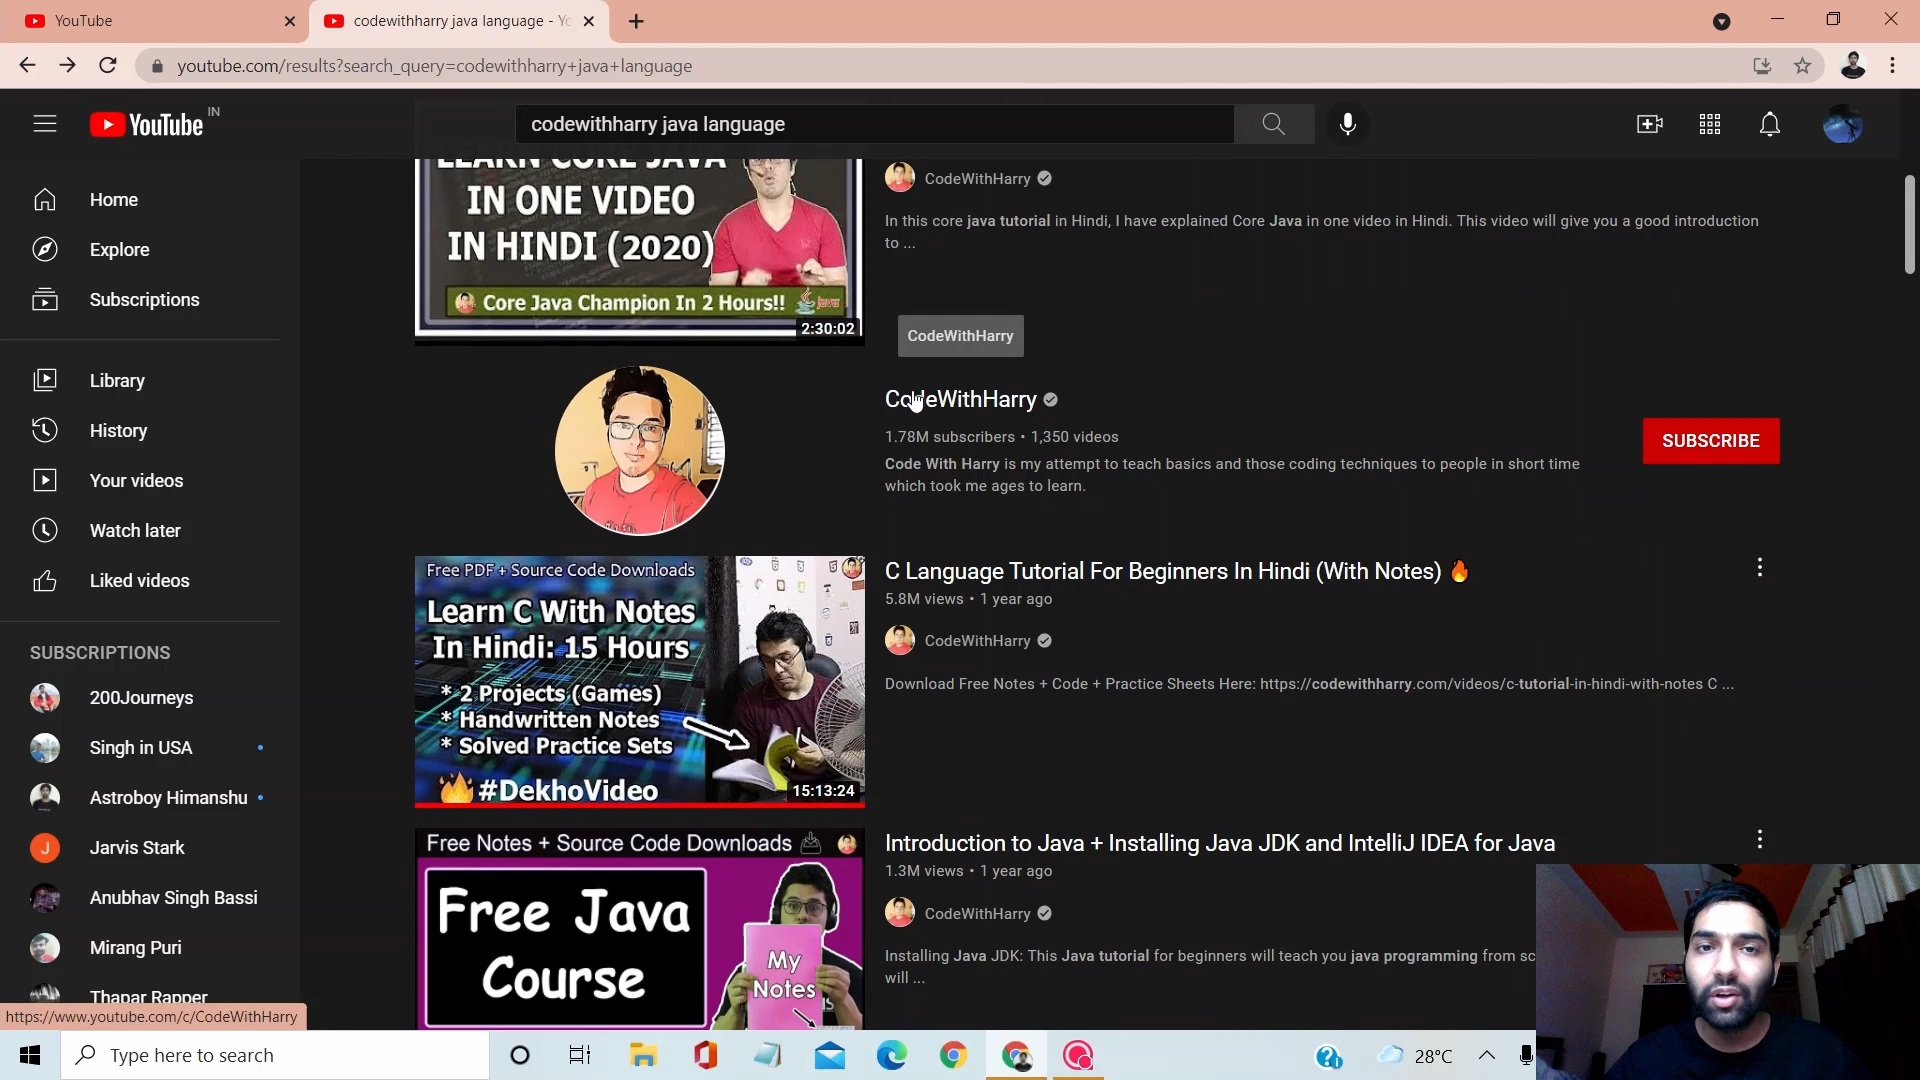 YouTube
codewithharry java language - Yo
youtube.com/results?search_query=codewithharry+java+language
YouTube IN
codewithharry java language
Home
Explore
Subscriptions
Library
History
Your videos
Watch later
Liked videos
SUBSCRIPTIONS
200Journeys
Singh in USA
Astroboy Himanshu
J Jarvis Stark
Anubhav Singh Bassi
Mirang Puri
Thapar Rapper
https://www.youtube.com/c/CodeWithHarry
LEARN CORE JAVA
IN ONE VIDEO
IN HINDI (2020)
Core Java Champion In 2 Hours!! java
2:30:02
CodeWithHarry
In this core java tutorial in Hindi, I have explained Core Java in one video in Hindi. This video will give you a good introduction
to ...
CodeWithHarry
CodeWithHarry
1.78M subscribers • 1,350 videos
Code With Harry is my attempt to teach basics and those coding techniques to people in short time
which took me ages to learn.
SUBSCRIBE
Free PDF + Source Code Downloads
Learn C With Notes
In Hindi: 15 Hours
* 2 Projects (Games)
* Handwritten Notes
* Solved Practice Sets
🔥#DekhoVideo
15:13:24
C Language Tutorial For Beginners In Hindi (With Notes) 🔥
5.8M views • 1 year ago
CodeWithHarry
Download Free Notes + Code + Practice Sheets Here: https://codewithharry.com/videos/c-tutorial-in-hindi-with-notes C ...
Free Notes + Source Code Downloads
Free Java
Course
My
Notes
Introduction to Java + Installing Java JDK and IntelliJ IDEA for Java
1.3M views • 1 year ago
CodeWithHarry
Installing Java JDK: This Java tutorial for beginners will teach you java programming from sc
will ...
Type here to search
28°C